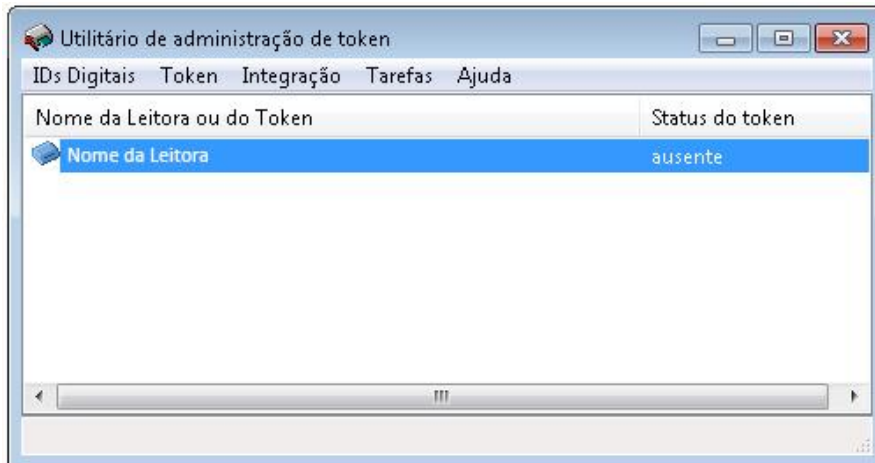 Utilitário de administração de token
IDs Digitais Token Integração Tarefas Ajuda
Nome da Leitora ou do Token Status do token
Nome da Leitora ausente